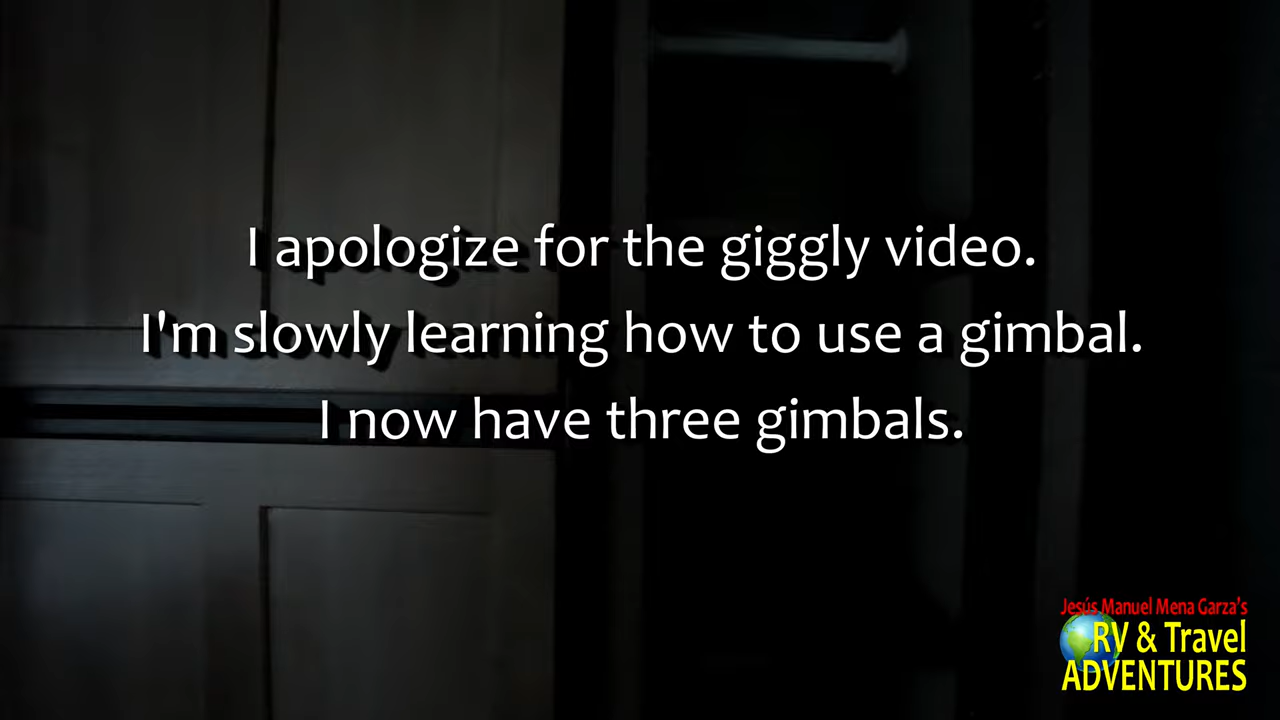 I apologize for the giggly video.
I'm slowly learning how to use a gimbal.
I now have three gimbals.
Jesús Manuel Mena Garza's
RV & Travel
ADVENTURES